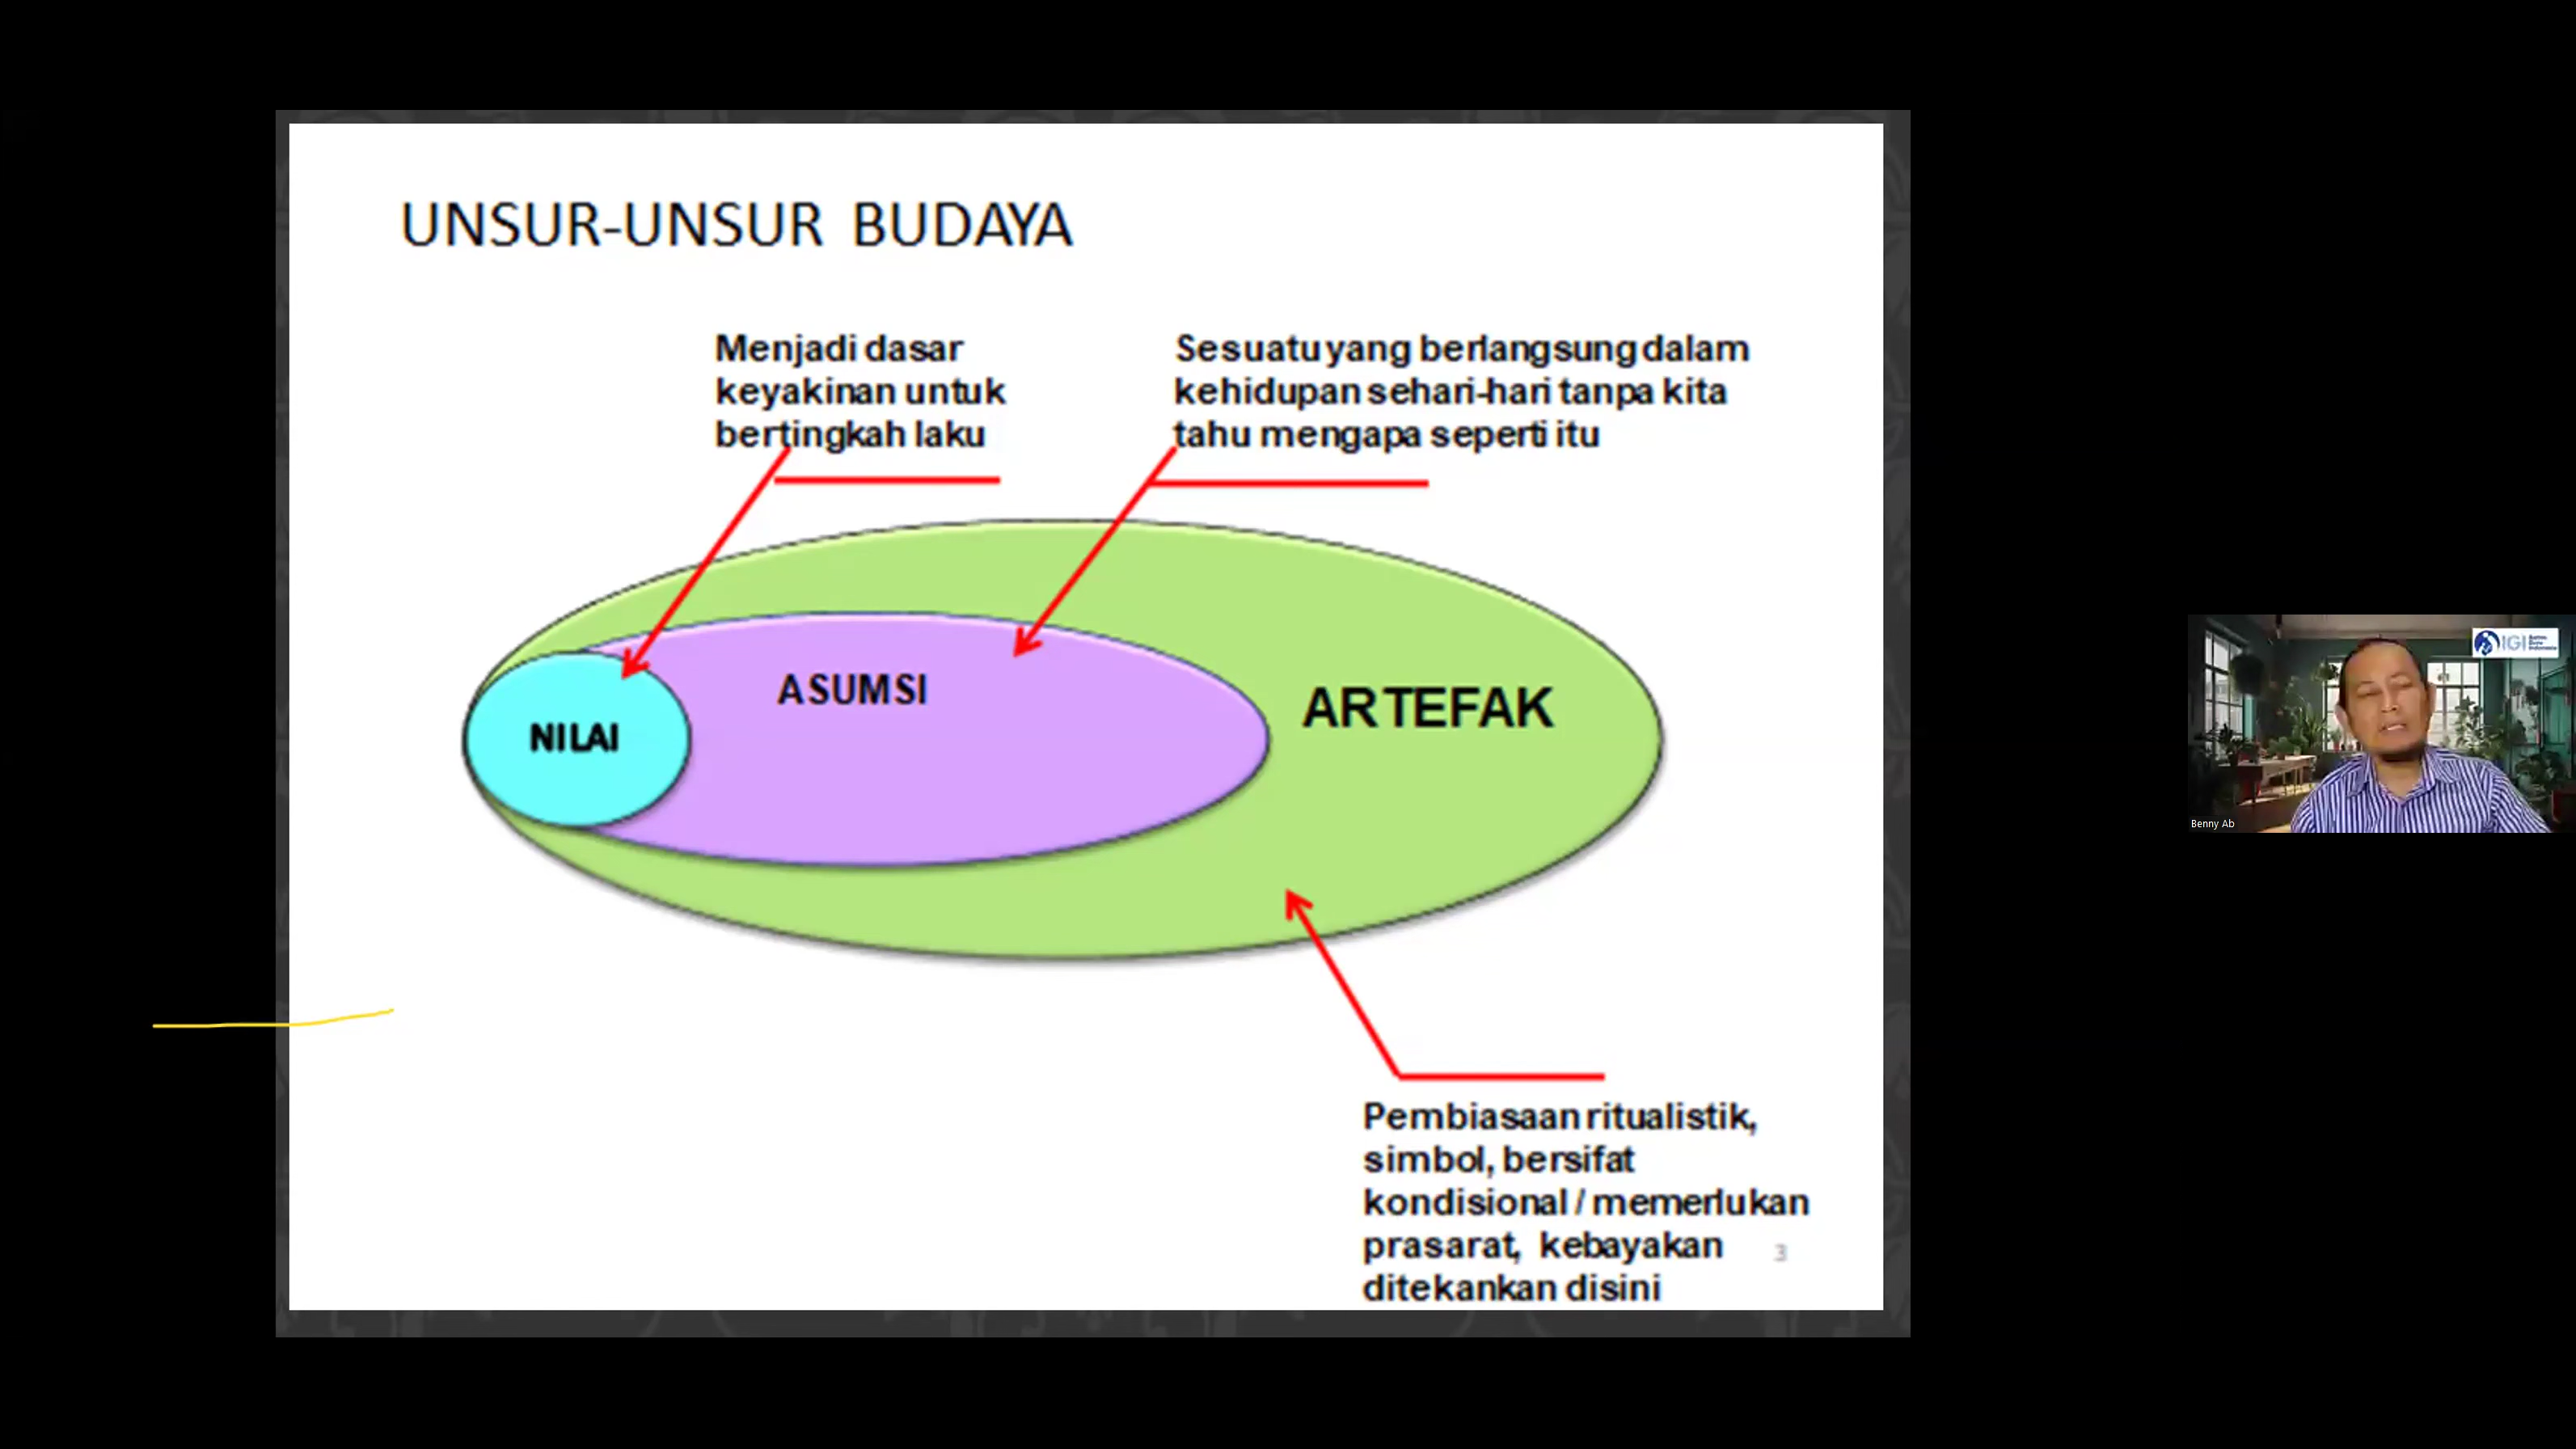 UNSUR-UNSUR BUDAYA
Menjadi dasar
keyakinan untuk
bertingkah laku
Sesuatu yang berlangsung dalam
kehidupan sehari-hari tanpa kita
tahu mengapa seperti itu
NILAI
ASUMSI
ARTEFAK
Pembiasaan ritualistik,
simbol, bersifat
kondisional / memerlukan
prasarat, kebayakan
ditekankan disini
3
IGI
Benny Ab